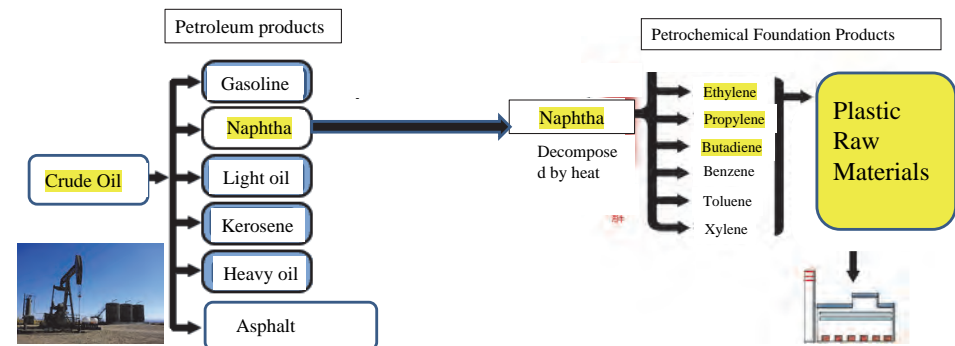 Petroleum products
Petrochemical Foundation Products
Gasoline
Naphtha
Crude Oil
Light oil
Kerosene
Heavy oil
Asphalt
Naphtha
Decompose
d by heat
Ethylene
Propylene
Butadiene
Benzene
Toluene
Xylene
Plastic
Raw
Materials